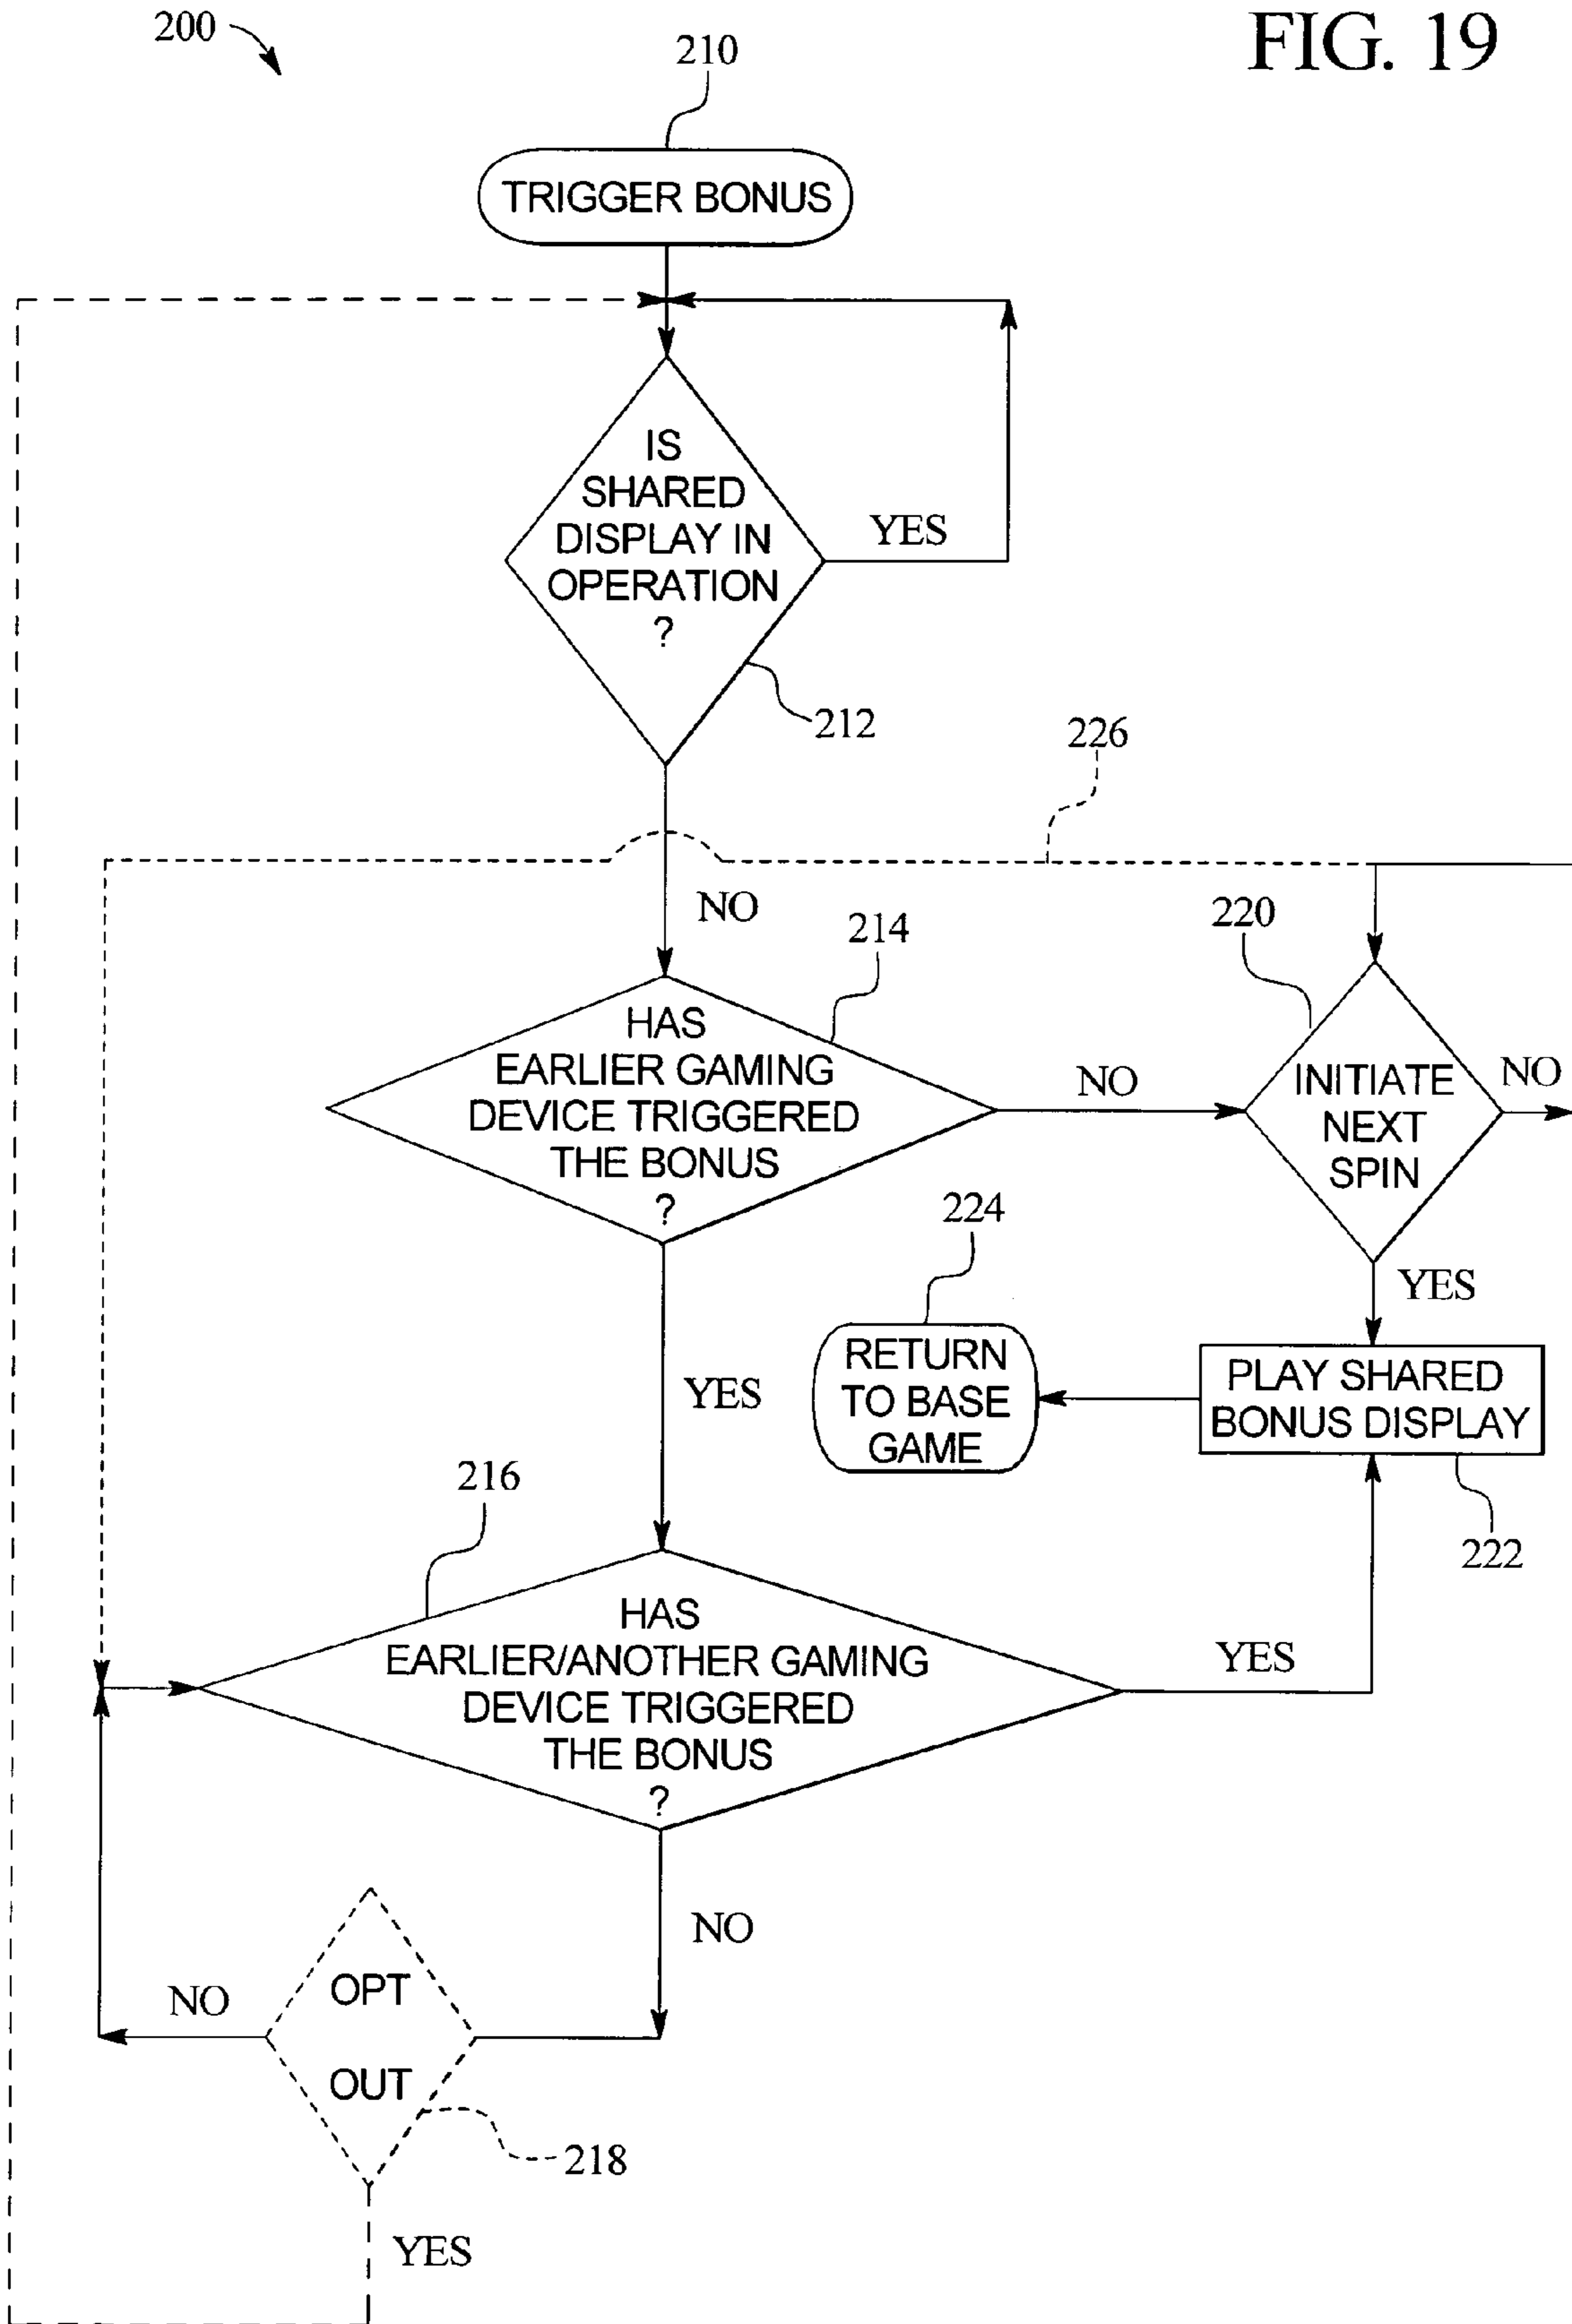 FIG. 19
200
210
TRIGGER BONUS
IS
SHARED
DISPLAY IN
OPERATION
?
YES
212
226
NO
214
220
HAS
EARLIER GAMING
DEVICE TRIGGERED
THE BONUS
?
NO
INITIATE
NEXT
SPIN
NO
224
YES
RETURN
TO BASE
GAME
PLAY SHARED
BONUS DISPLAY
YES
216
222
HAS
EARLIER/ANOTHER GAMING
DEVICE TRIGGERED
THE BONUS
?
YES
NO
OPT
OUT
NO
218
YES